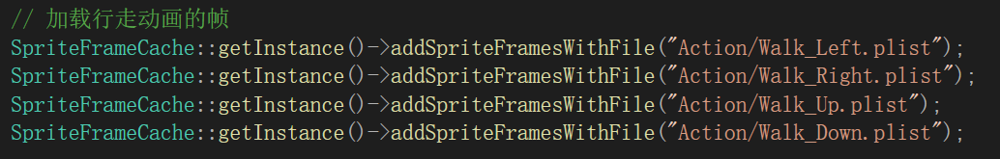 // 加载行走动画的帧
SpriteFrameCache::getInstance()->addSpriteFramesWithFile("Action/Walk_Left.plist");
SpriteFrameCache::getInstance()->addSpriteFramesWithFile("Action/Walk_Right.plist");
SpriteFrameCache::getInstance()->addSpriteFramesWithFile("Action/Walk_Up.plist");
SpriteFrameCache::getInstance()->addSpriteFramesWithFile("Action/Walk_Down.plist");